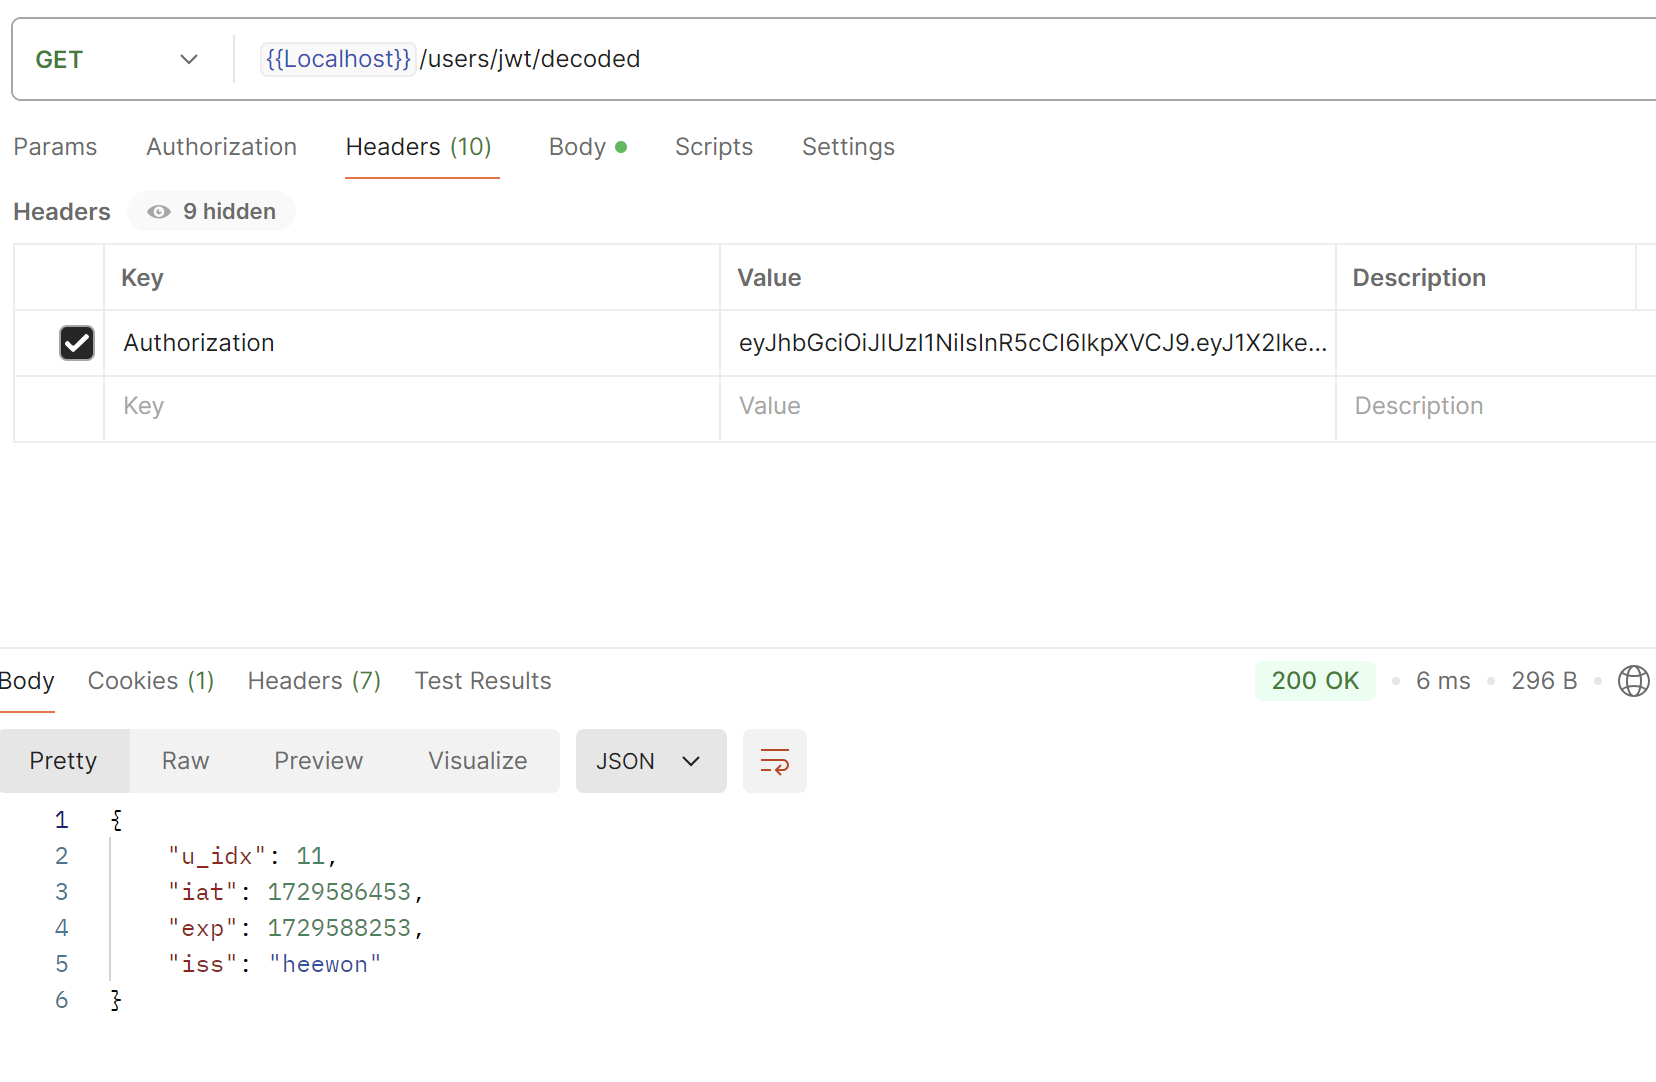 GET {{Localhost}} /users/jwt/decoded
Params Authorization Headers (10) Body Scripts Settings
Headers 9 hidden
Key Value Description
Authorization eyJhbGciOiJIUzI1NiIsInR5cCI6IkpXVCJ9.eyJ1X2lke...
Key Value Description
Body Cookies (1) Headers (7) Test Results 200 OK 6 ms 296 B
Pretty Raw Preview Visualize JSON
1 {
2 "u_idx": 11,
3 "iat": 1729586453,
4 "exp": 1729588253,
5 "iss": "heewon"
6 }